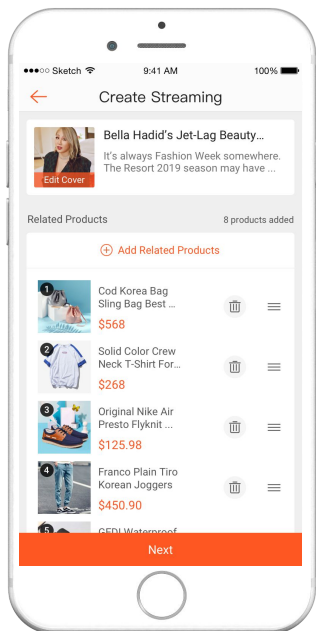 ●●●○○ Sketch 9:41 AM 100%
Create Streaming
Bella Hadid's Jet-Lag Beauty...
It's always Fashion Week somewhere.
The Resort 2019 season may have ...
Edit Cover
Related Products 8 products added
Add Related Products
1
Cod Korea Bag
Sling Bag Best ...
$568
2
Solid Color Crew
Neck T-Shirt For...
$268
3
Original Nike Air
Presto Flyknit ...
$125.98
4
Franco Plain Tiro
Korean Joggers
$450.90
5
GEDI Waterproof
Next